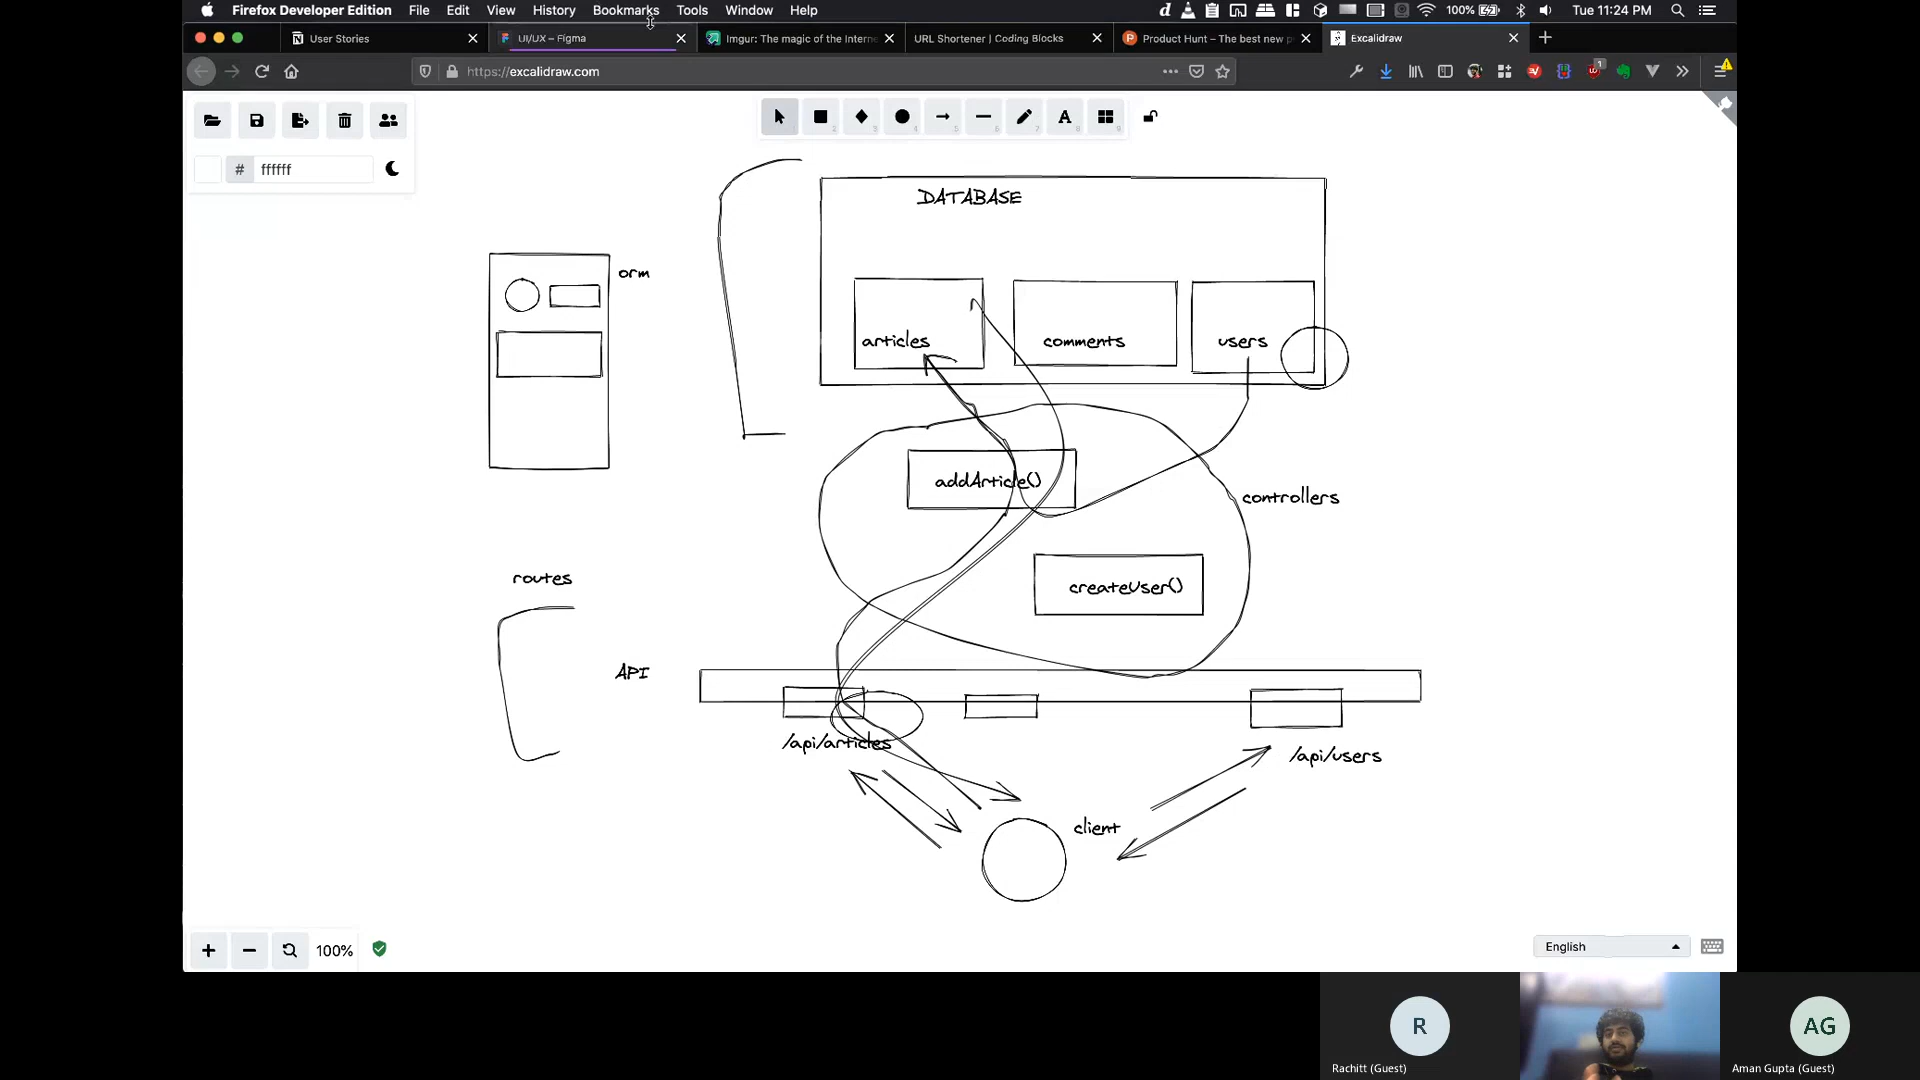 Firefox Developer Edition File Edit View History Bookmarks Tools Window Help
100% Tue 11:24 PM
User Stories
UI/UX – Figma
Imgur: The magic of the Interne
URL Shortener | Coding Blocks
Product Hunt – The best new p
Excalidraw
https://excalidraw.com
# ffffff
DATABASE
orm
articles
comments
users
addArticle()
controllers
createUser()
routes
API
/api/articles
/api/users
client
100%
English
R
AG
Rachitt (Guest)
Aman Gupta (Guest)